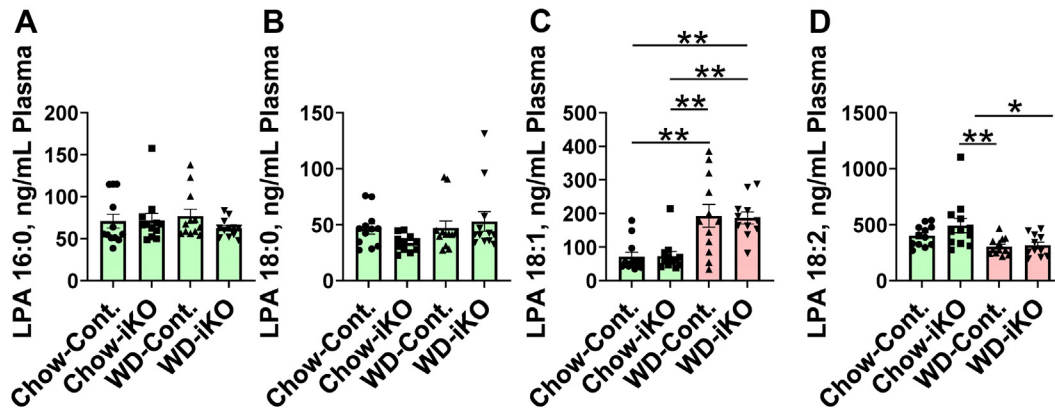 A
LPA 16:0, ng/mL Plasma
200
150
100
50
0
Chow-Cont.
Chow-iKO
WD-Cont.
WD-iKO
B
LPA 18:0, ng/mL Plasma
150
100
50
0
Chow-Cont.
Chow-iKO
WD-Cont.
WD-iKO
C
LPA 18:1, ng/mL Plasma
500
400
300
200
100
0
**
**
**
**
Chow-Cont.
Chow-iKO
WD-Cont.
WD-iKO
D
LPA 18:2, ng/mL Plasma
1500
1000
500
0
*
**
Chow-Cont.
Chow-iKO
WD-Cont.
WD-iKO